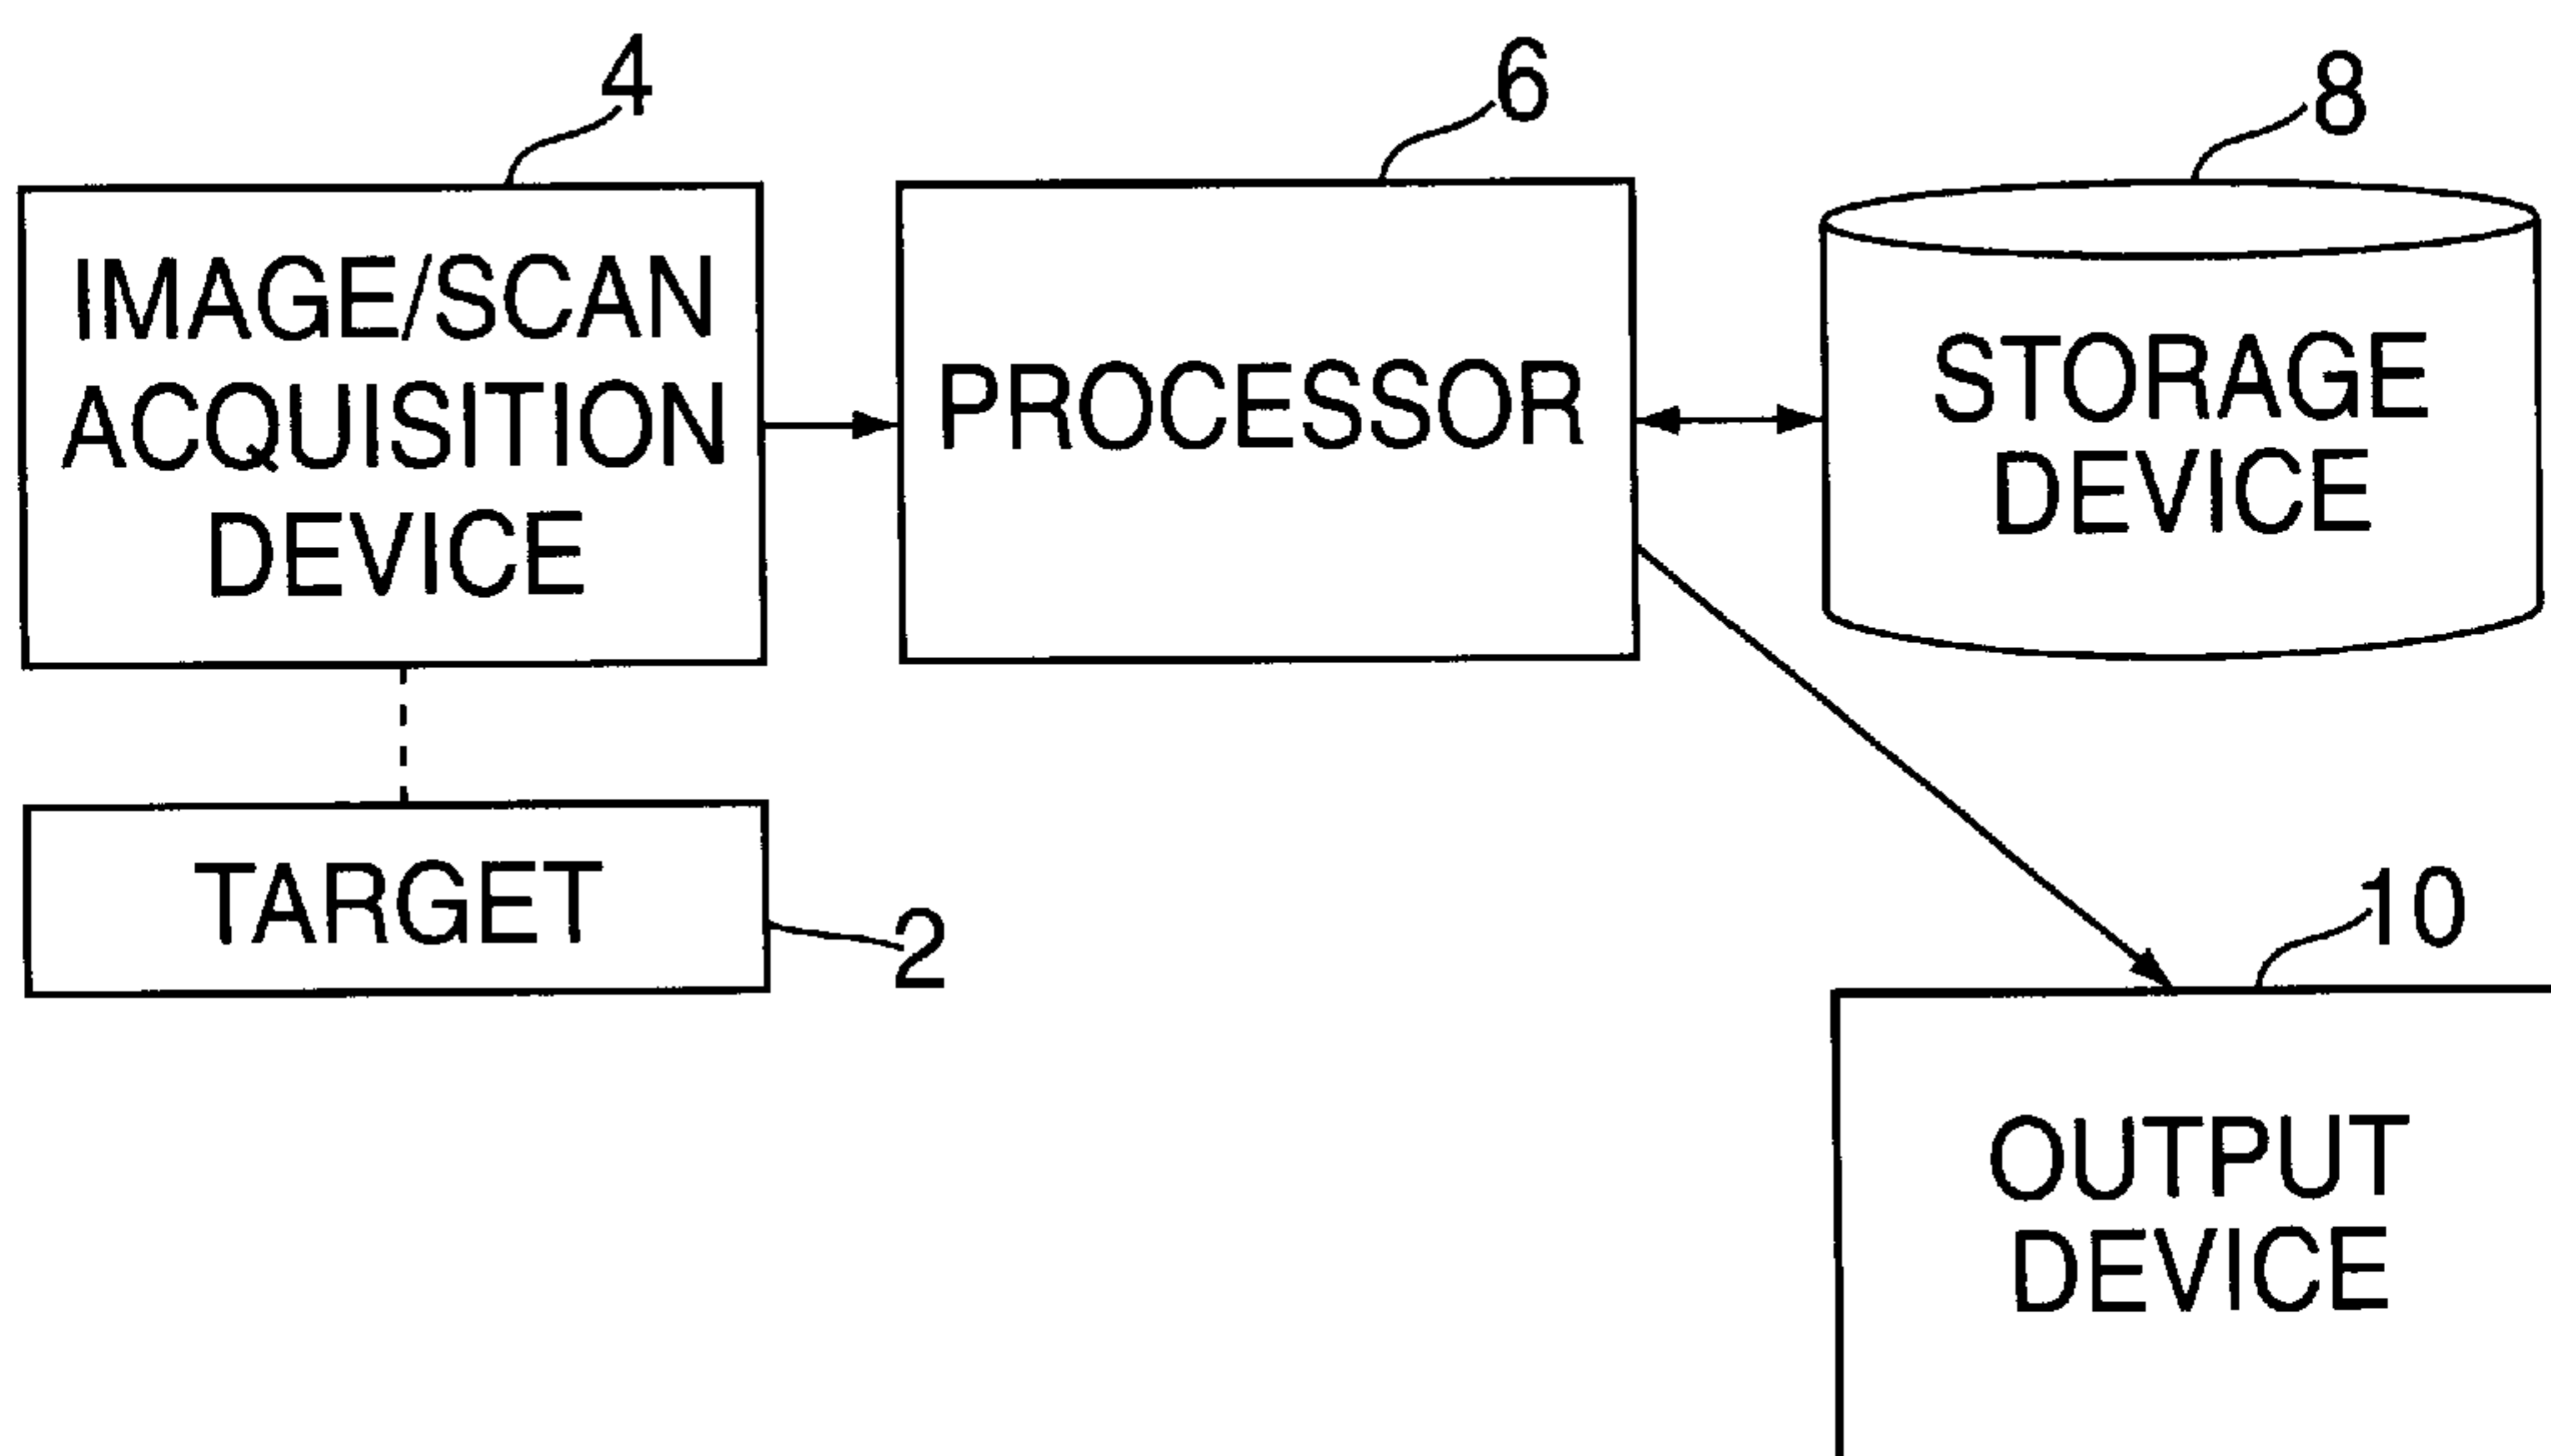 4
6
8
IMAGE/SCAN
ACQUISITION
DEVICE
PROCESSOR
STORAGE
DEVICE
TARGET
2
10
OUTPUT
DEVICE